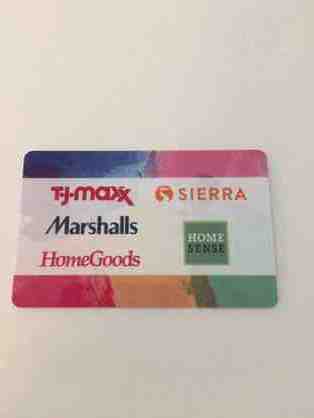 T·J·maxx
SIERRA
Marshalls
HOME
SENSE
HomeGoods